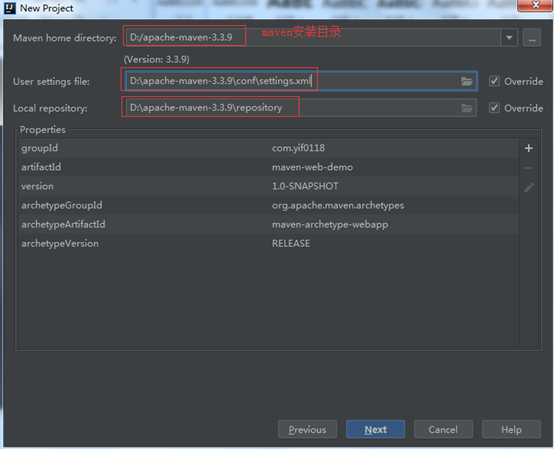 New Project
Maven home directory: D:/apache-maven-3.3.9 maven安装目录 ...
(Version: 3.3.9)
User settings file: D:\apache-maven-3.3.9\conf\settings.xml Override
Local repository: D:\apache-maven-3.3.9\repository Override
Properties
groupId com.yif0118
artifactId maven-web-demo
version 1.0-SNAPSHOT
archetypeGroupId org.apache.maven.archetypes
archetypeArtifactId maven-archetype-webapp
archetypeVersion RELEASE
Previous Next Cancel Help